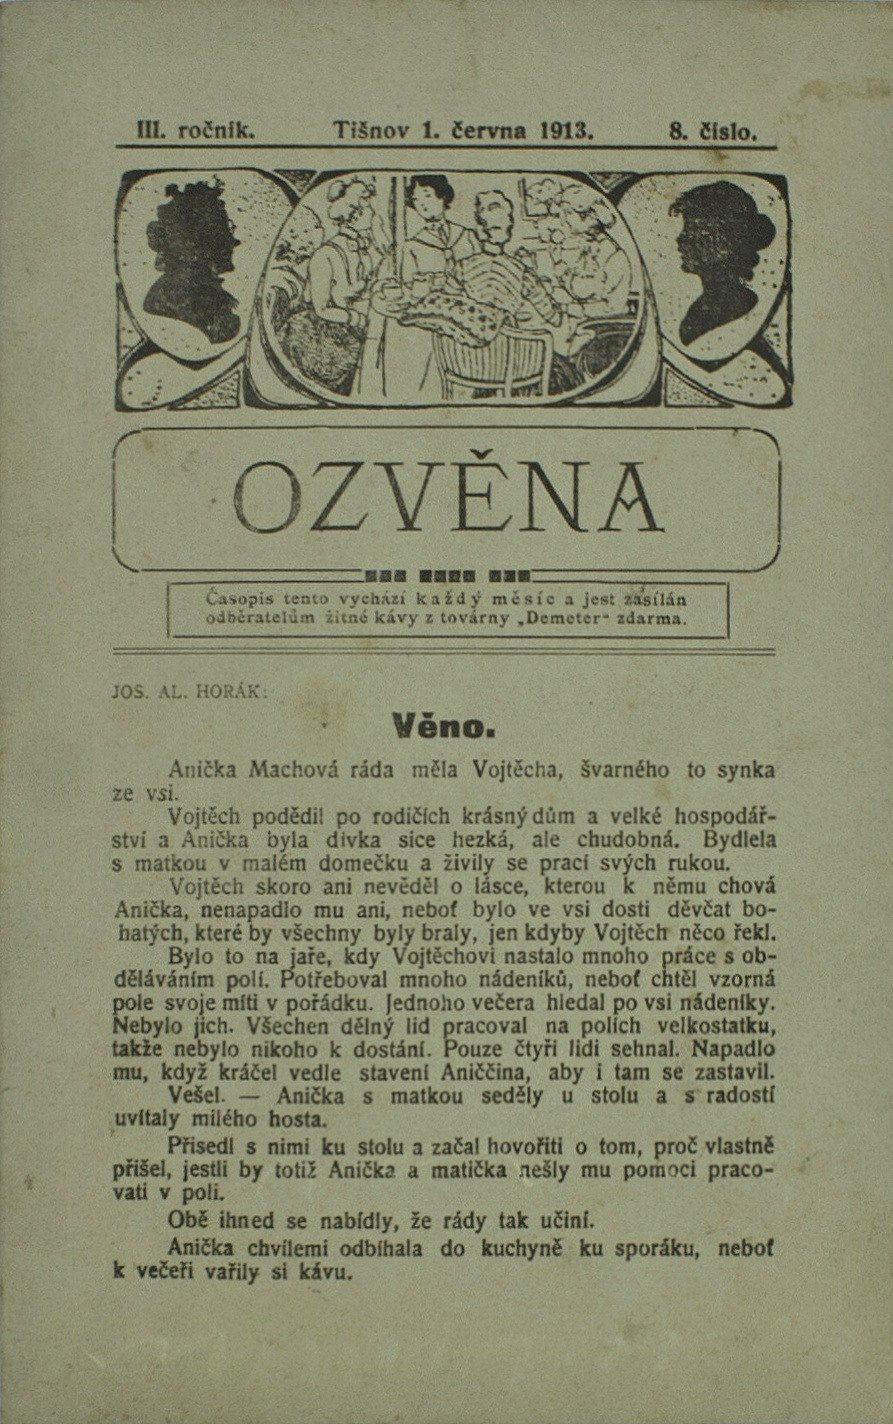 III. ročník. Tišnov 1. června 1913. 8. číslo.
OZVĚNA
Časopis tento vychází každý měsíc a jest zasílán
odběratelům žitné kávy z továrny „Demeter“ zdarma.
JOS. AL. HORÁK:
Věno.
Anička Machová ráda měla Vojtěcha, švarného to synka
ze vsi.
Vojtěch podědil po rodičích krásný dům a velké hospodář-
ství a Anička byla dívka sice hezká, ale chudobná. Bydlela
s matkou v malém domečku a živily se prací svých rukou.
Vojtěch skoro ani nevěděl o lásce, kterou k němu chová
Anička, nenapadlo mu ani, neboť bylo ve vsi dosti děvčat bo-
hatých, které by všechny byly braly, jen kdyby Vojtěch něco řekl.
Bylo to na jaře, kdy Vojtěchovi nastalo mnoho práce s ob-
děláváním polí. Potřeboval mnoho nádeníků, neboť chtěl vzorná
pole svoje míti v pořádku. Jednoho večera hledal po vsi nádeníky.
Nebylo jich. Všechen dělný lid pracoval na polích velkostatku,
takže nebylo nikoho k dostání. Pouze čtyři lidi sehnal. Napadlo
mu, když kráčel vedle stavení Aniččina, aby i tam se zastavil.
Vešel. — Anička s matkou seděly u stolu a s radostí
uvítaly milého hosta.
Přisedl s nimi ku stolu a začal hovořiti o tom, proč vlastně
přišel, jestli by totiž Anička a matička nešly mu pomoci praco-
vati v poli.
Obě ihned se nabídly, že rády tak učiní.
Anička chvílemi odbíhala do kuchyně ku sporáku, neboť
k večeři vařily si kávu.